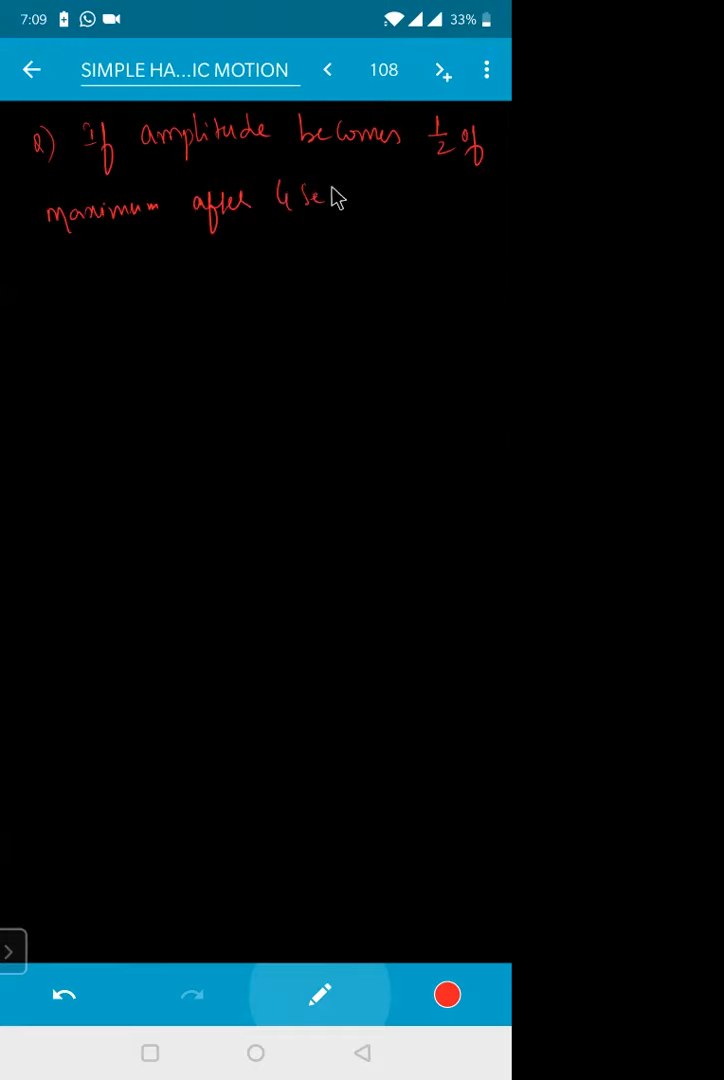 7:09 33%
SIMPLE HA...IC MOTION 108
Q) If amplitude becomes 1/2 of
maximum after 4 Se